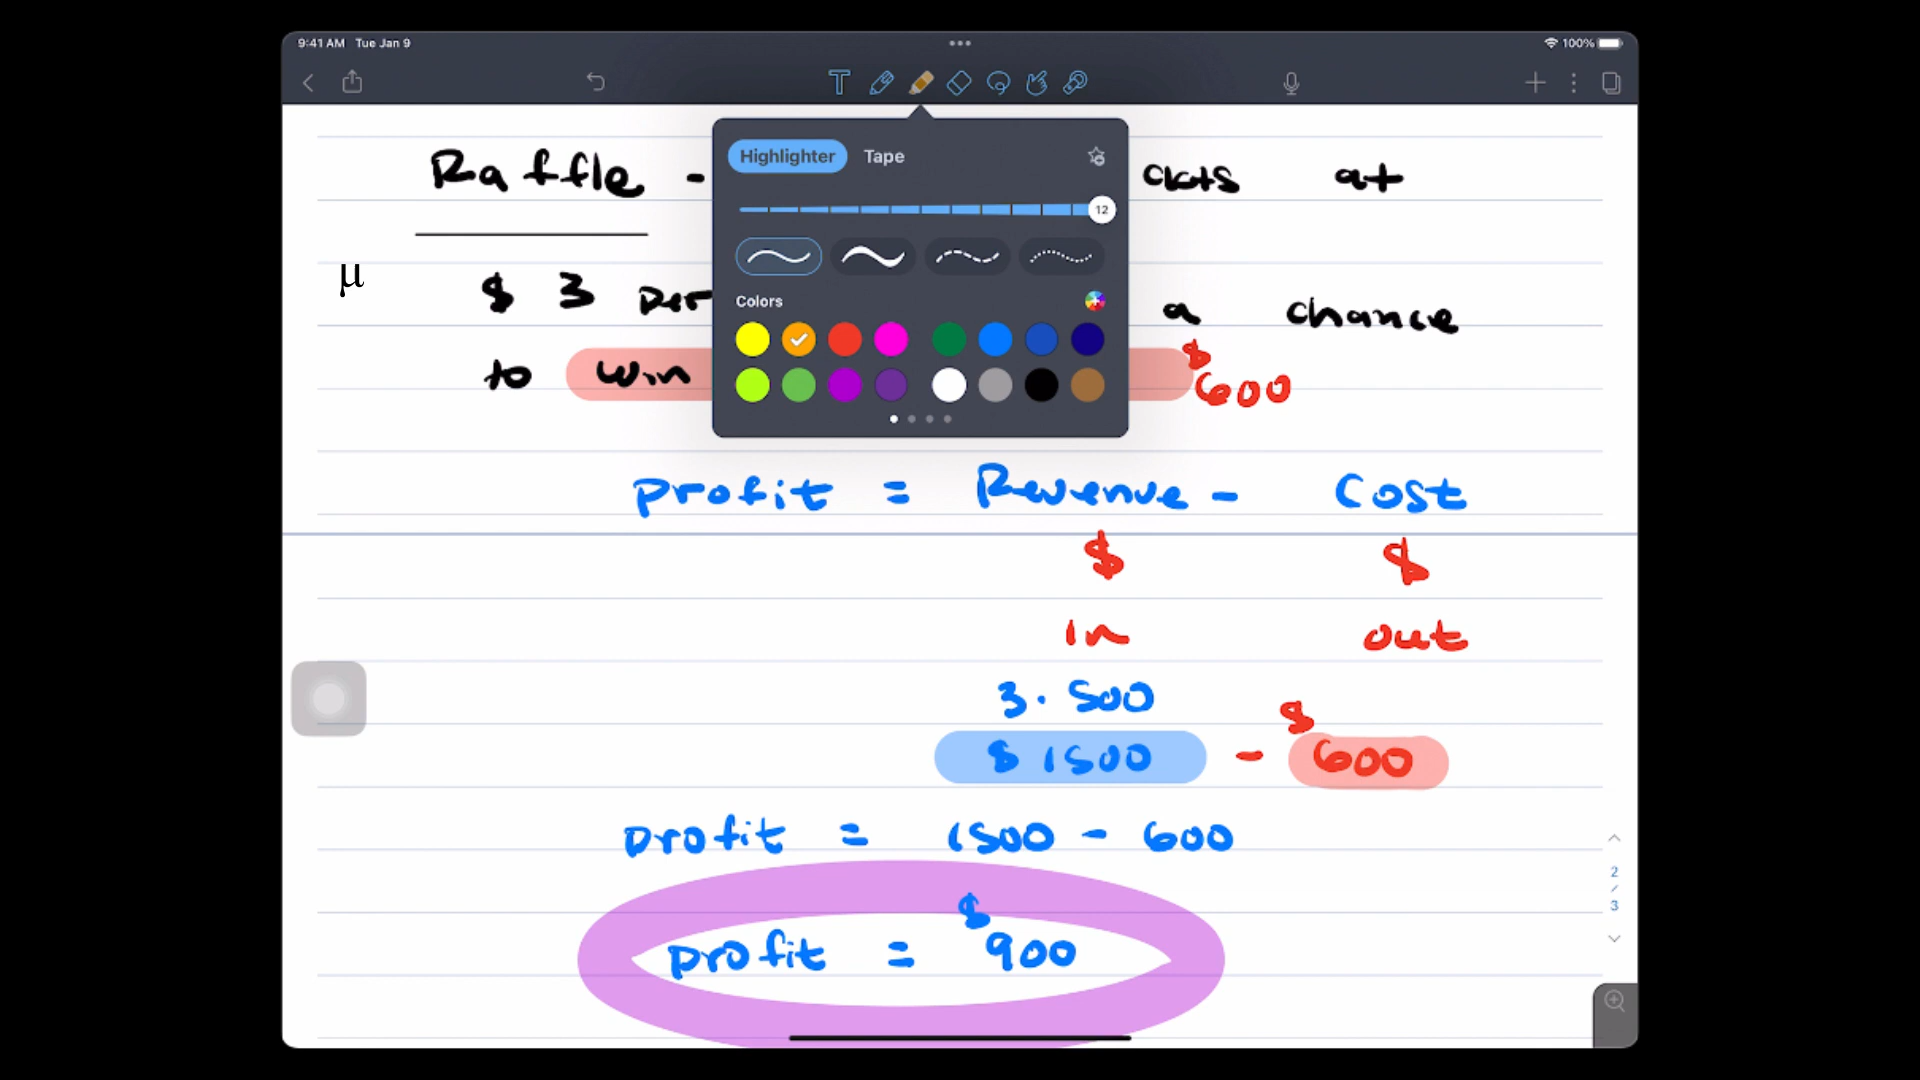 9:41 AM Tue Jan 9
100%
T
Highlighter Tape
12
Colors
Raffle - at
μ
$ 3 per a chance
to win $600
profit = Revenue - Cost
$ $
in out
3 · 500
$ 1500 - $600
profit = 1500 - 600
profit = $900
2
/
3